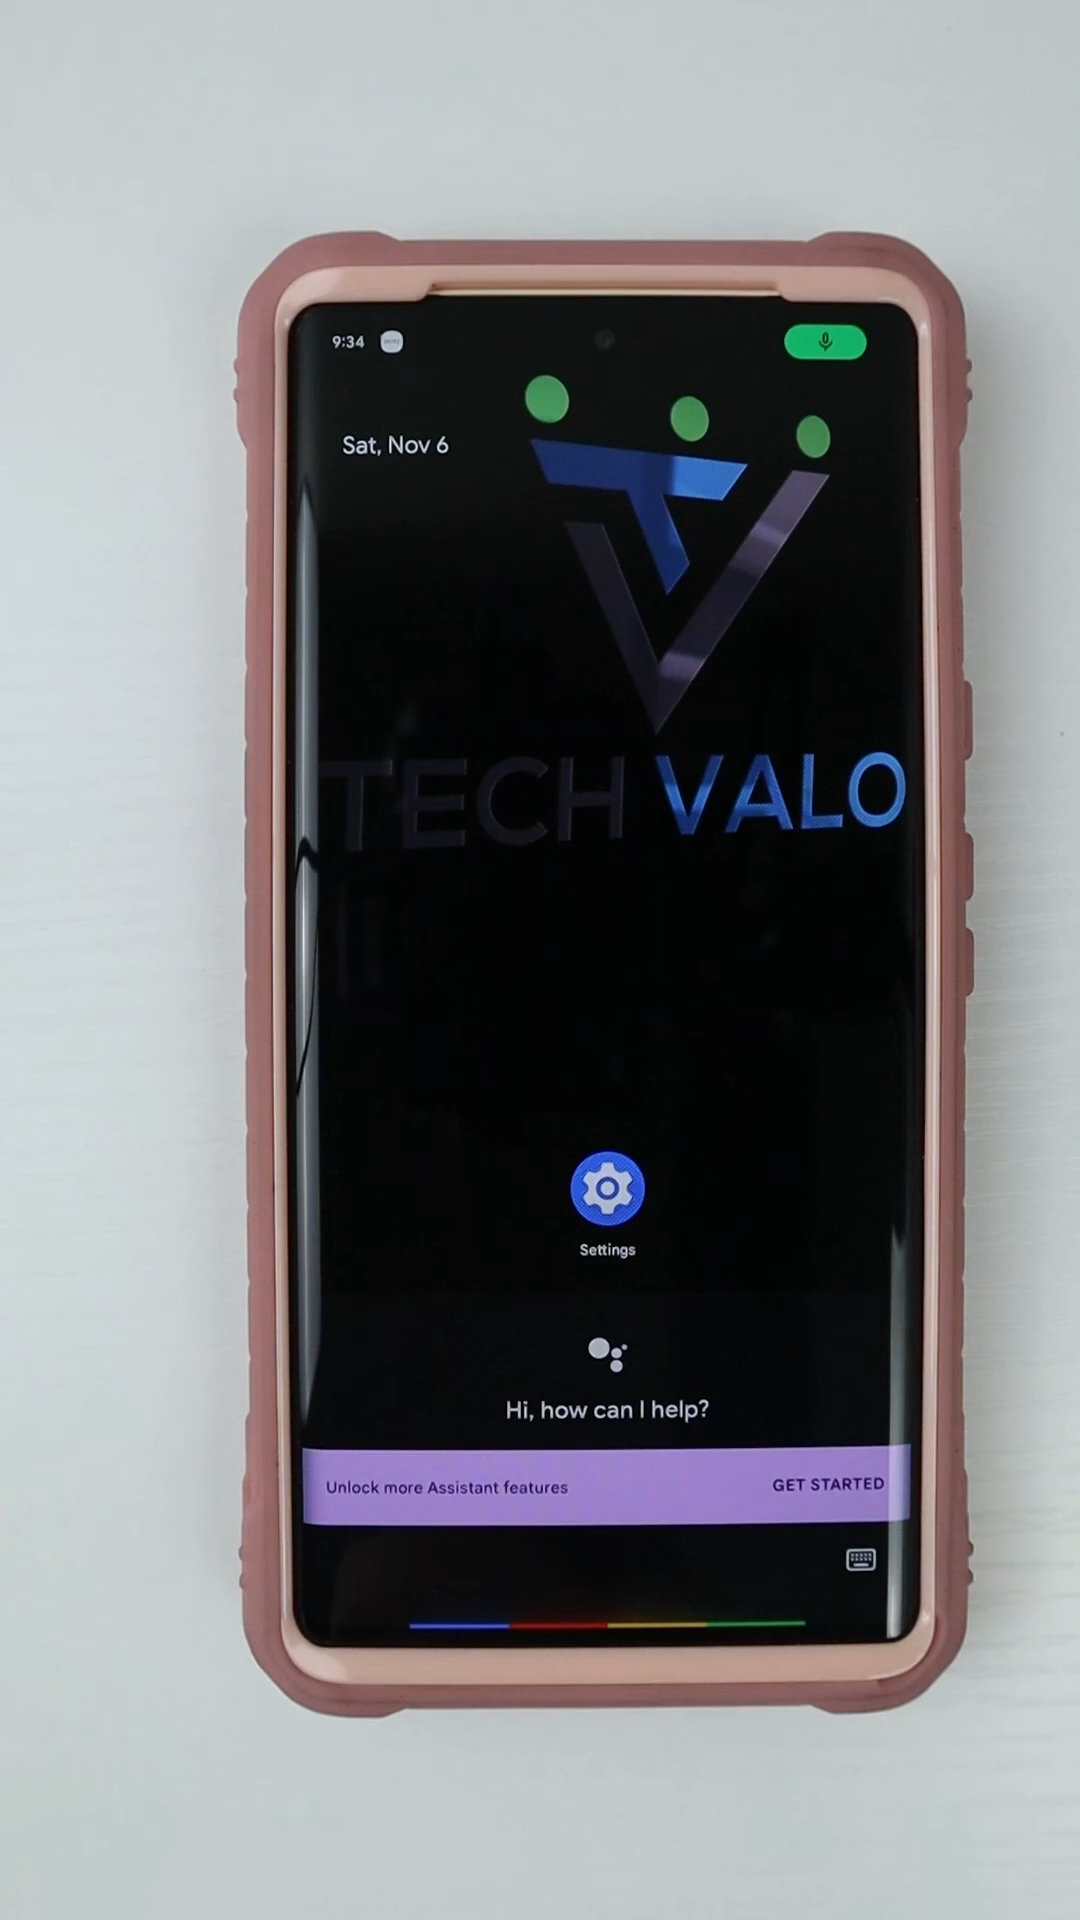 9:34
Sat, Nov 6
TECH VALO
Settings
Hi, how can I help?
Unlock more Assistant features GET STARTED